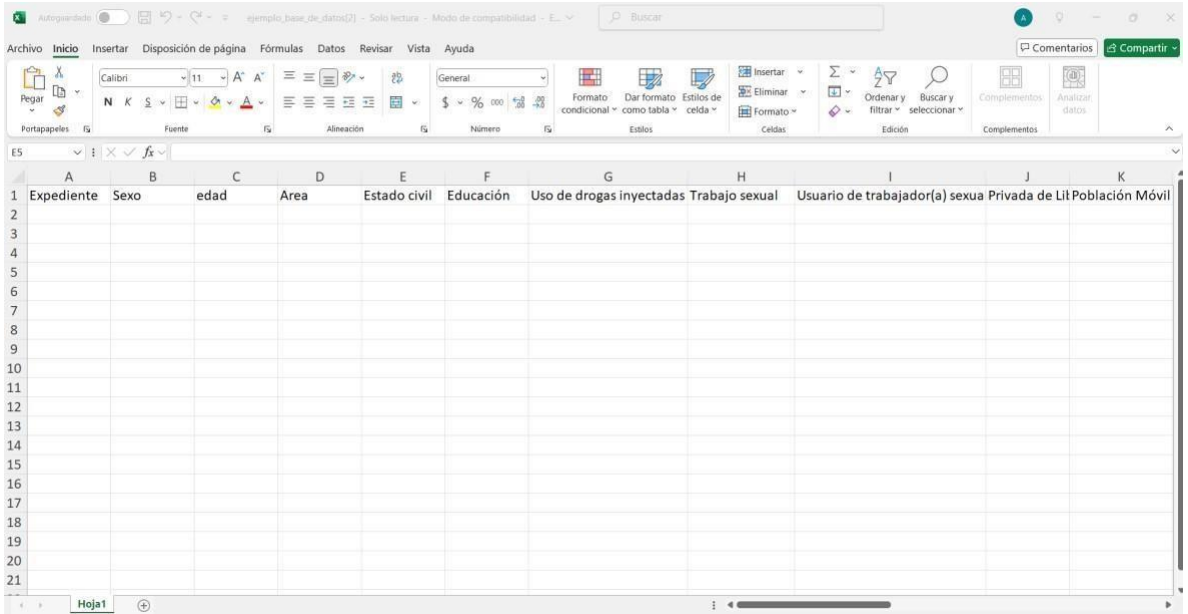 Autoguardado ejemplo_base_de_datos[2] - Solo lectura - Modo de compatibilidad - E... Buscar A
Archivo Inicio Insertar Disposición de página Fórmulas Datos Revisar Vista Ayuda Comentarios Compartir
Pegar
Portapapeles
Calibri 11 A^ A˅
N K S A
Fuente
ab
Alineación
General
$ % 000
Número
Formato condicional
Dar formato como tabla
Estilos de celda
Estilos
Insertar
Eliminar
Formato
Celdas
Σ
Ordenar y filtrar
Buscar y seleccionar
Edición
Complementos
Complementos
Analizar datos
E5 fx
A B C D E F G H I J K
1 Expediente Sexo edad Area Estado civil Educación Uso de drogas inyectadas Trabajo sexual Usuario de trabajador(a) sexua Privada de Lib Población Móvil
2
3
4
5
6
7
8
9
10
11
12
13
14
15
16
17
18
19
20
21
Hoja1